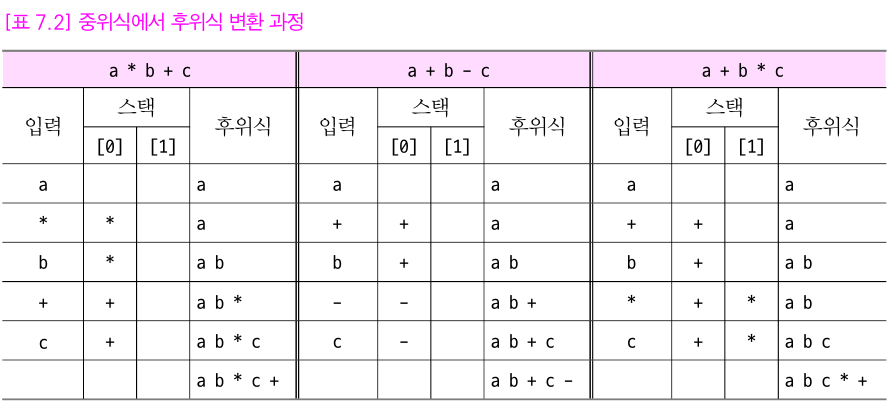 [표 7.2] 중위식에서 후위식 변환 과정
a * b + c a + b – c a + b * c
입력 스택 후위식 입력 스택 후위식 입력 스택 후위식
[0] [1] [0] [1] [0] [1]
a a a a a a
* * a + + a + + a
b * a b b + a b b + a b
+ + a b * – – a b + * + * a b
c + a b * c c – a b + c c + * a b c
a b * c + a b + c – a b c * +